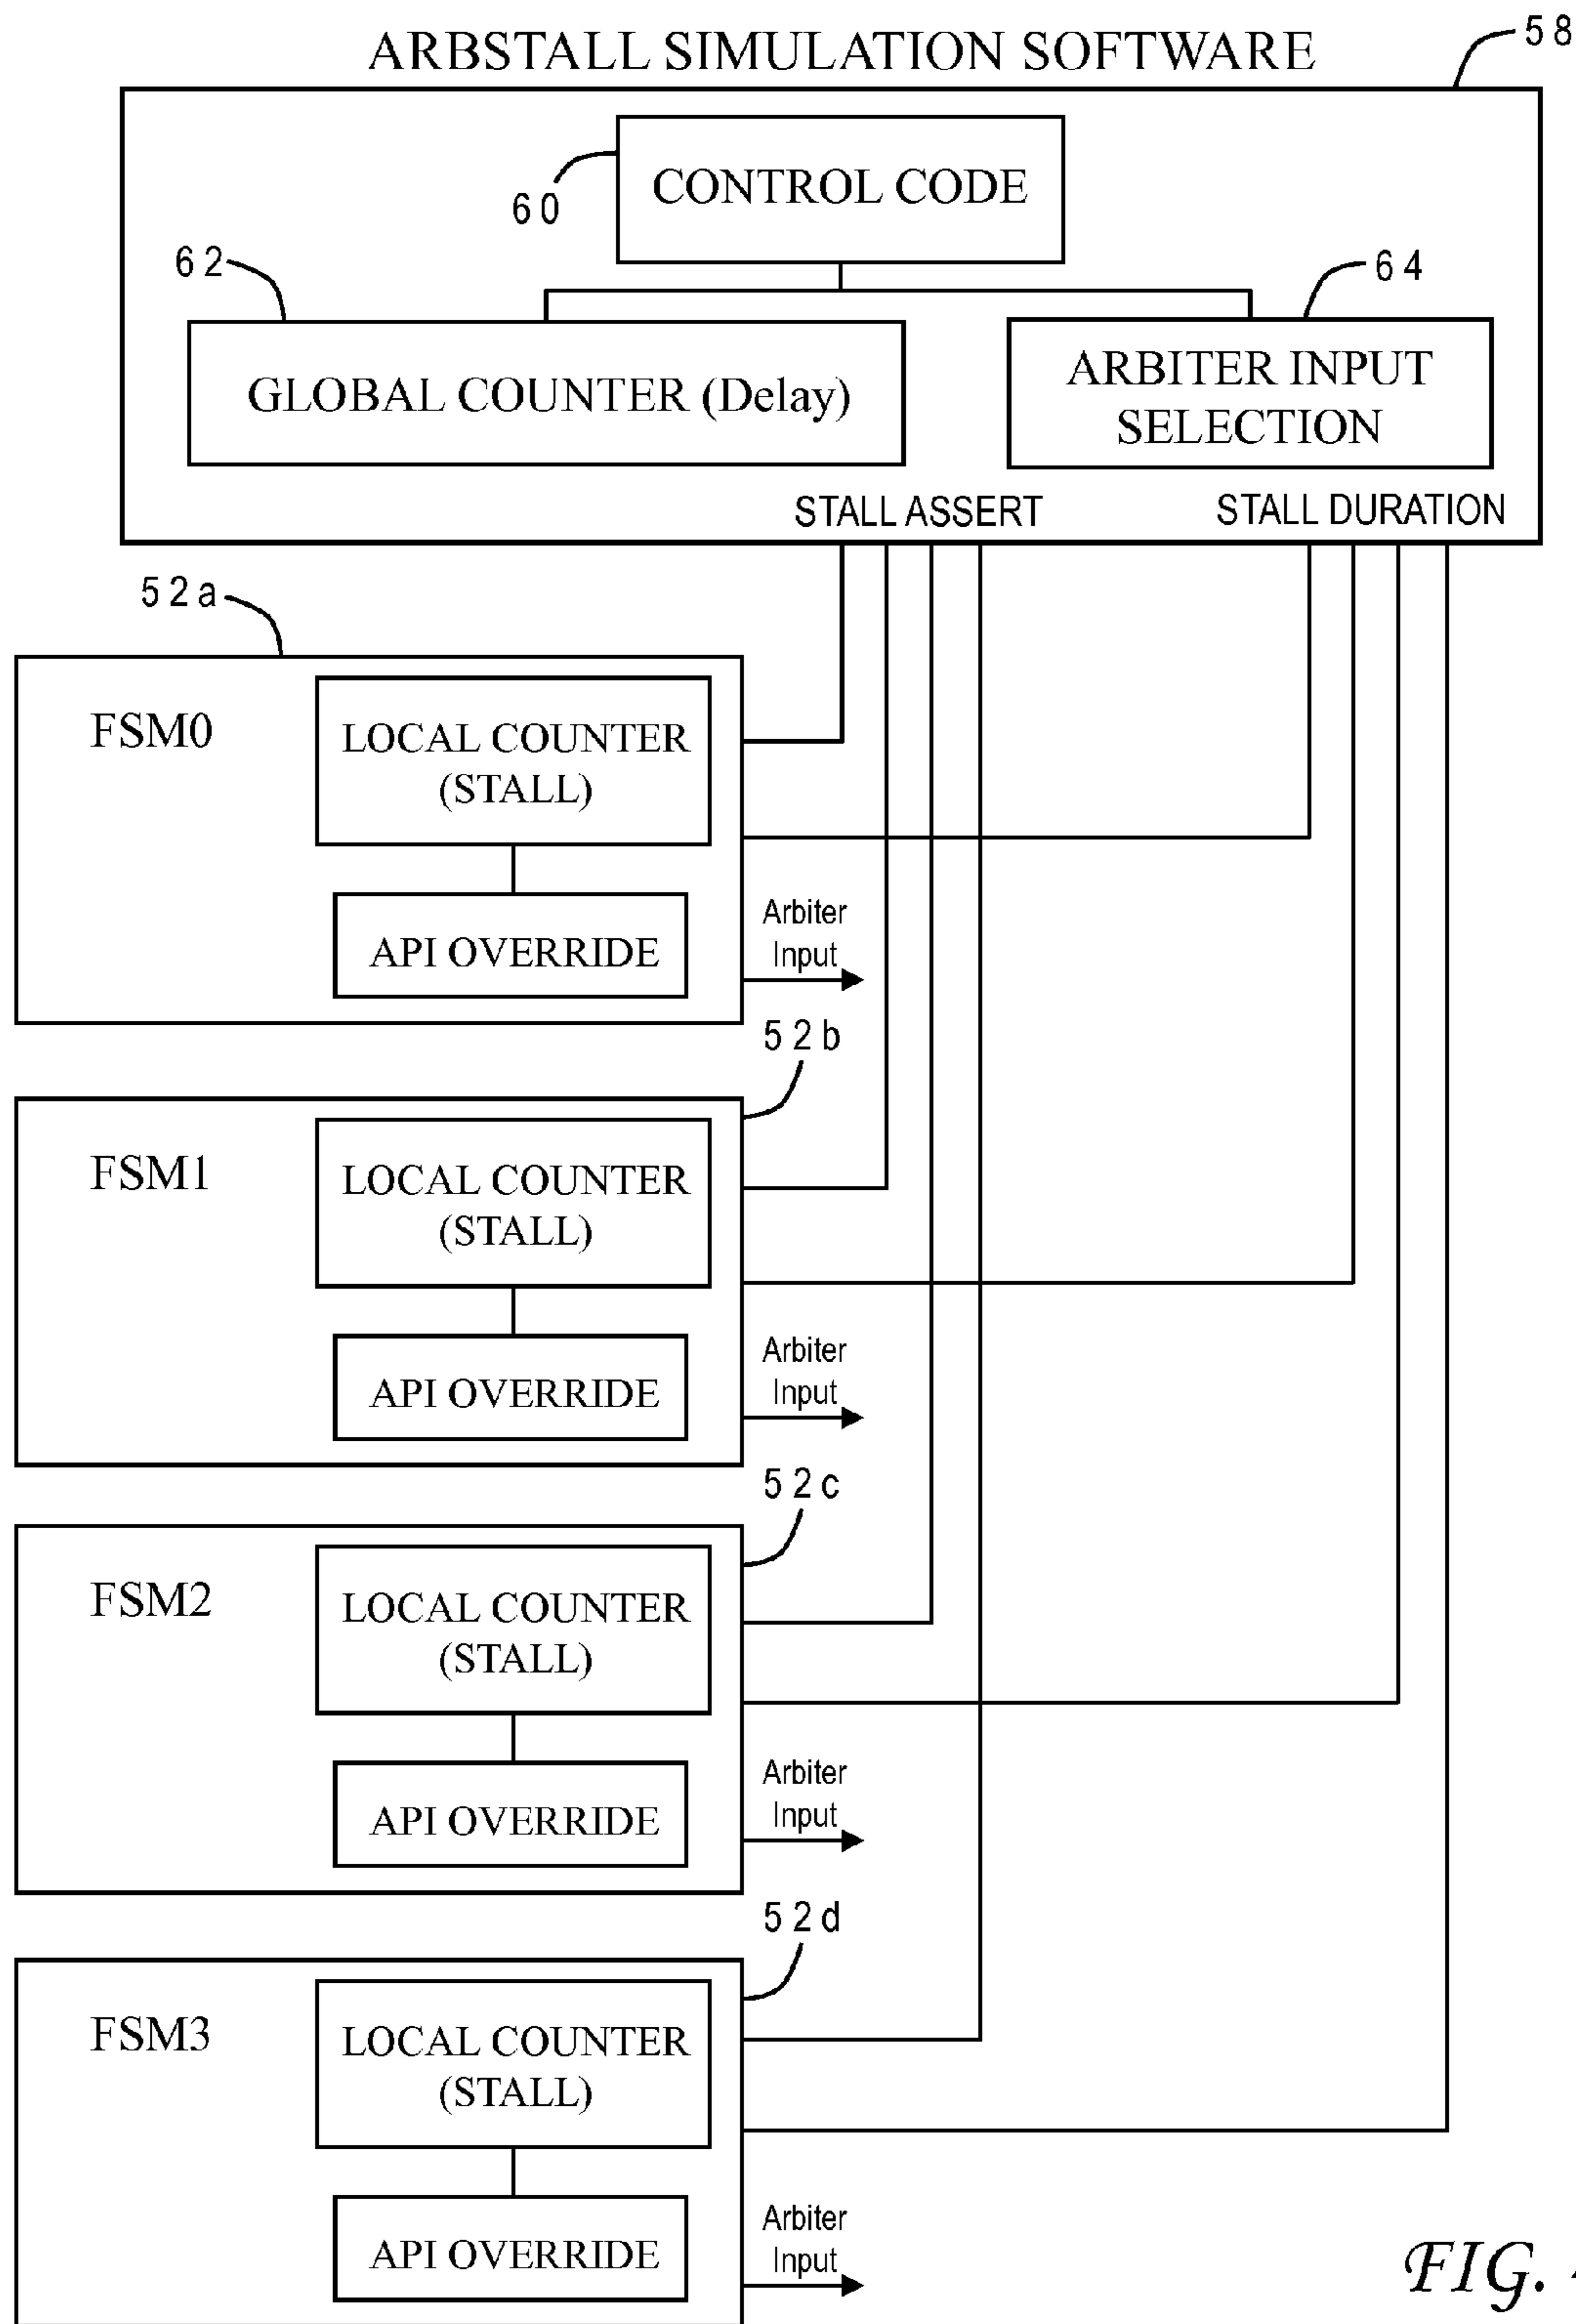 58
ARBSTALL SIMULATION SOFTWARE
CONTROL CODE
60
62
64
GLOBAL COUNTER (Delay)
ARBITER INPUT
SELECTION
STALL ASSERT
STALL DURATION
52a
FSM0
LOCAL COUNTER
(STALL)
API OVERRIDE
Arbiter
Input
52b
FSM1
LOCAL COUNTER
(STALL)
API OVERRIDE
Arbiter
Input
52c
FSM2
LOCAL COUNTER
(STALL)
API OVERRIDE
Arbiter
Input
52d
FSM3
LOCAL COUNTER
(STALL)
API OVERRIDE
Arbiter
Input
FIG.